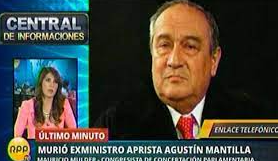 CENTRAL
DE INFORMACIONES
ENLACE TELEFÓNICO
ÚLTIMO MINUTO
MURIÓ EXMINISTRO APRISTA AGUSTÍN MANTILLA
RPP
MAURICIO MULDER - CONGRESISTA DE CONCERTACIÓN PARLAMENTARIA